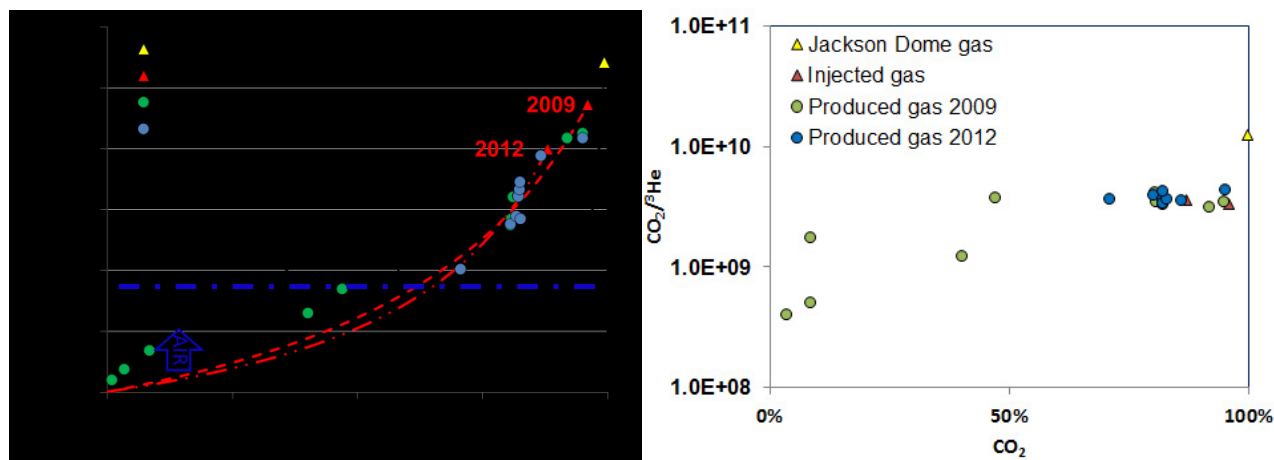 2009
2012
AIR
1.0E+11
1.0E+10
1.0E+09
1.0E+08
CO₂/³He
Jackson Dome gas
Injected gas
Produced gas 2009
Produced gas 2012
0%
50%
100%
CO₂